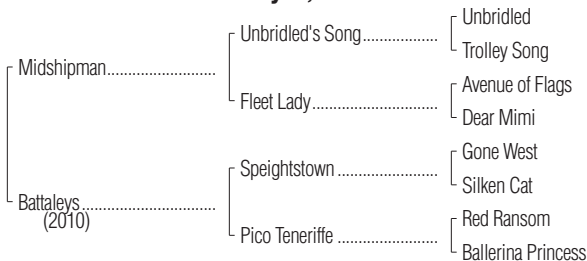 Unbridled
Unbridled's Song
Trolley Song
Midshipman
Avenue of Flags
Fleet Lady
Dear Mimi
Gone West
Speightstown
Silken Cat
Battaleys
(2010)
Red Ransom
Pico Teneriffe
Ballerina Princess